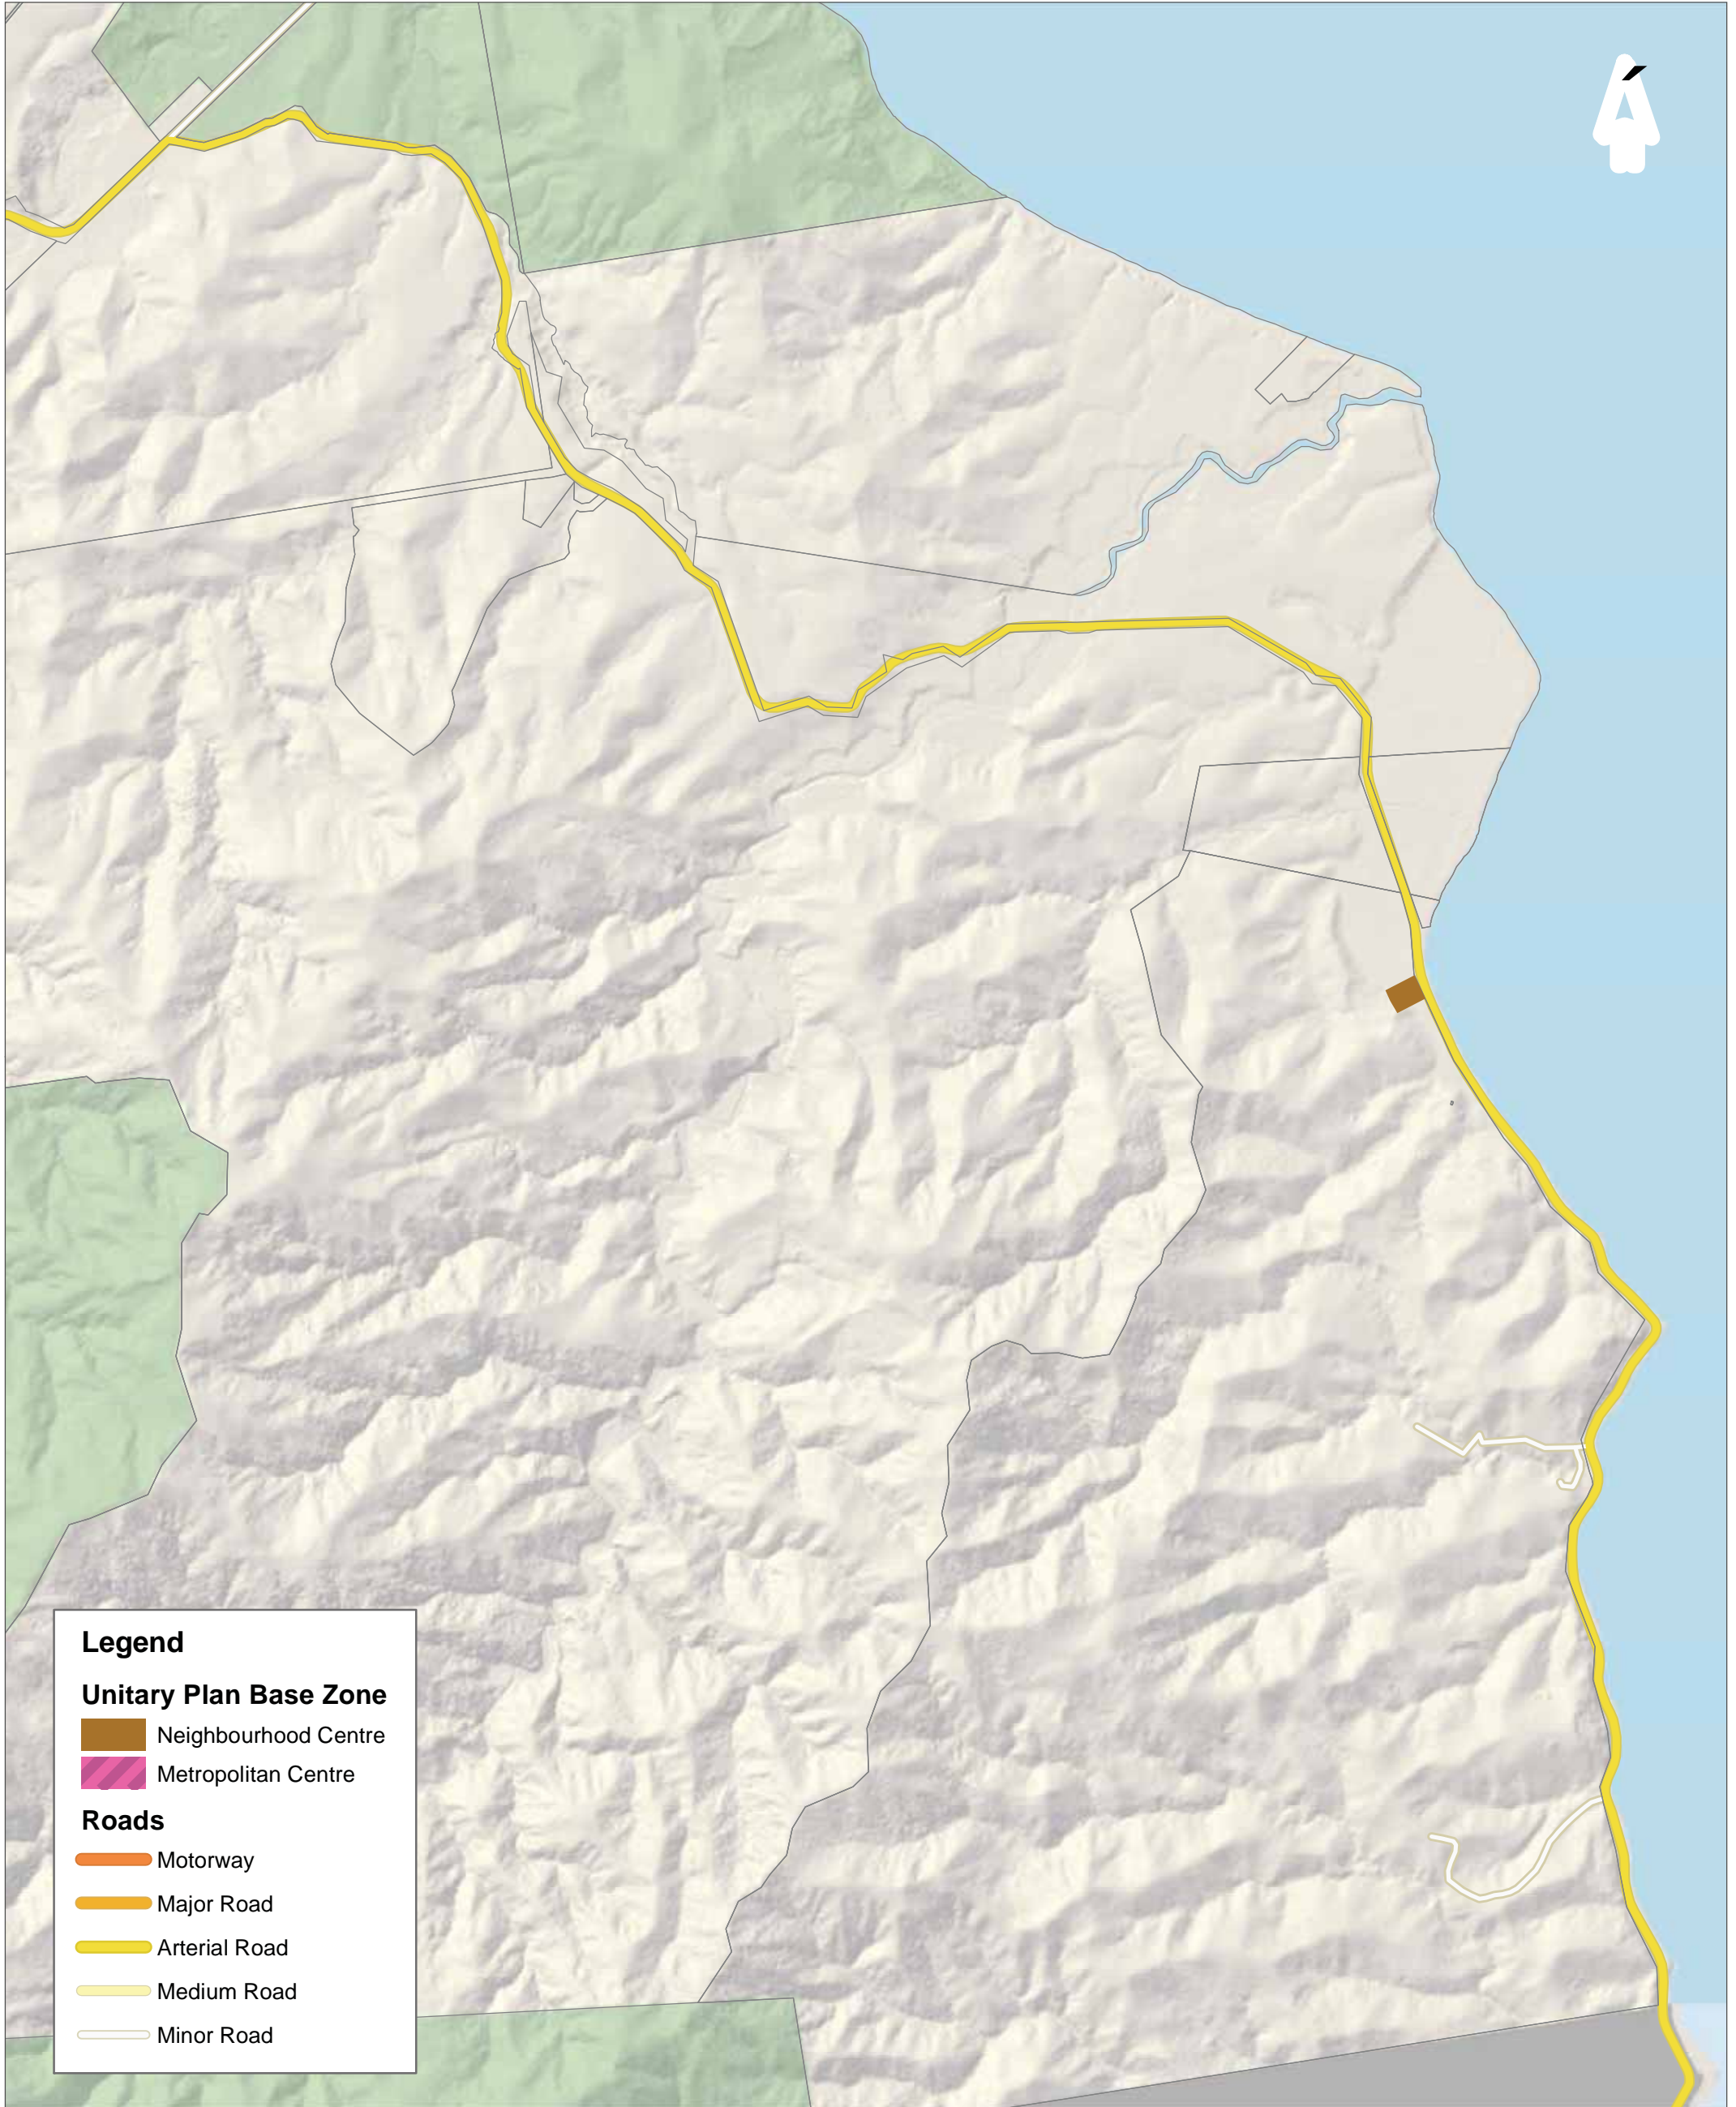 Legend
Unitary Plan Base Zone
Neighbourhood Centre
Metropolitan Centre
Roads
Motorway
Major Road
Arterial Road
Medium Road
Minor Road